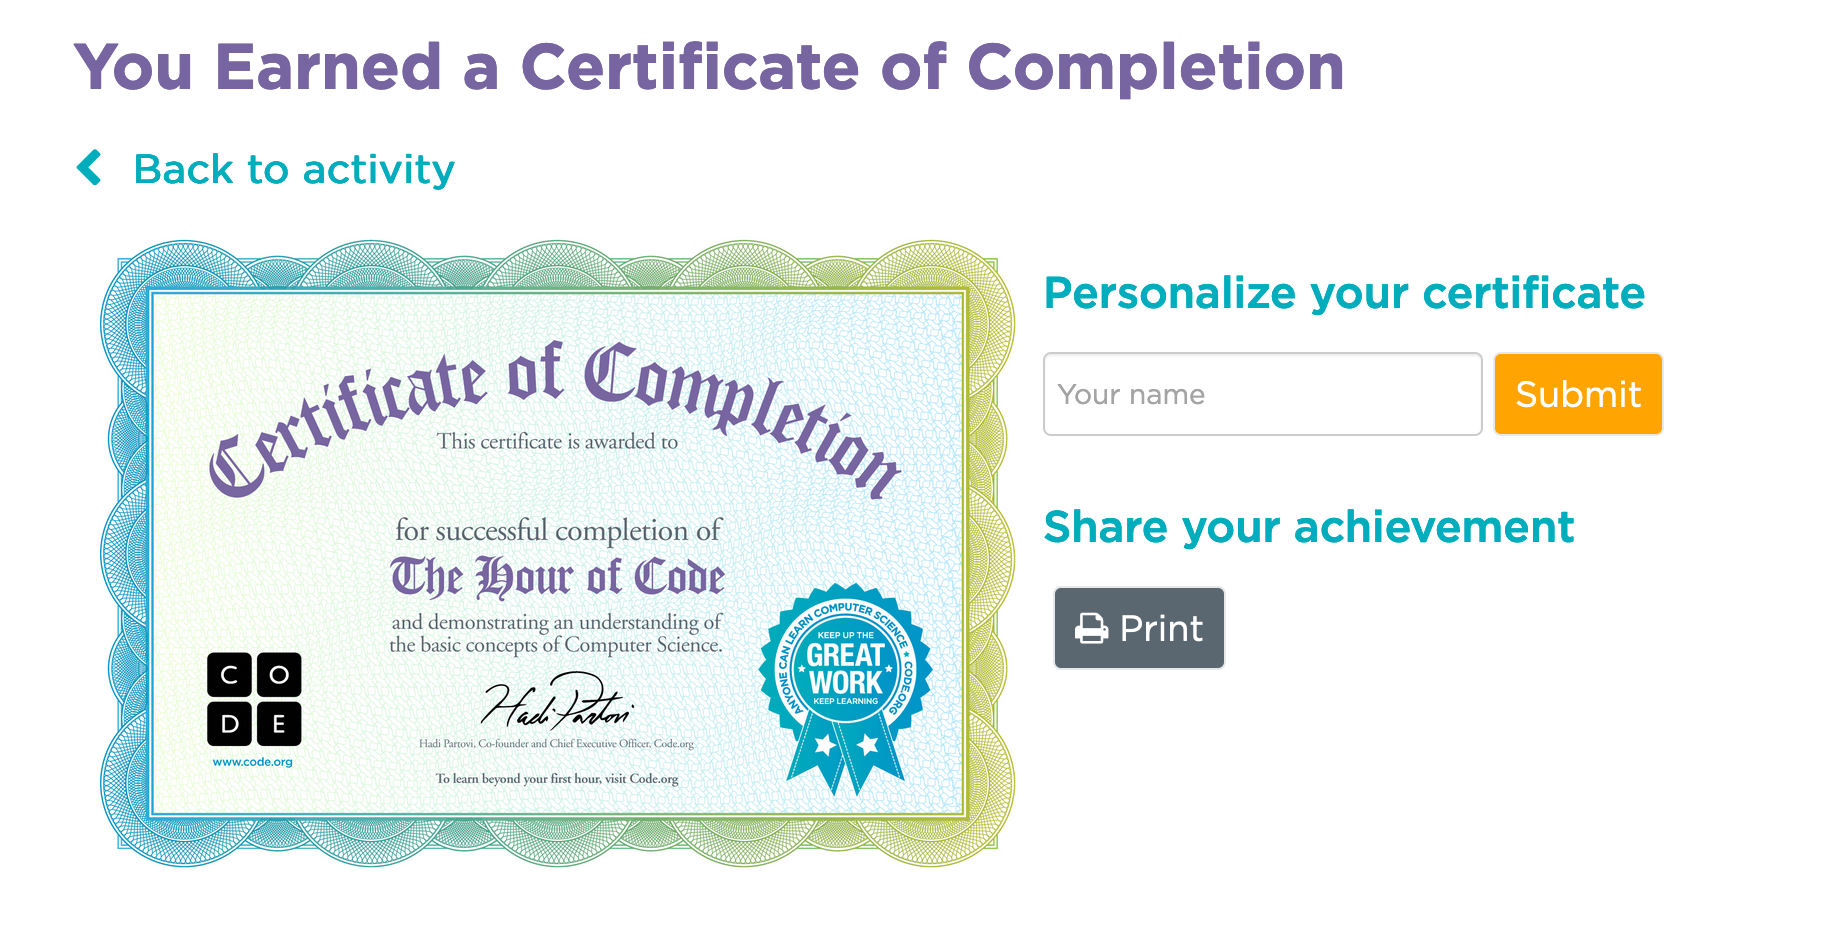 You Earned a Certificate of Completion
Back to activity
Certificate of Completion
This certificate is awarded to
for successful completion of
The Hour of Code
and demonstrating an understanding of
the basic concepts of Computer Science.
Hadi Partovi
Hadi Partovi, Co-founder and Chief Executive Officer, Code.org
To learn beyond your first hour, visit Code.org
C O
D E
www.code.org
ANYONE CAN LEARN COMPUTER SCIENCE ★ CODE.ORG
KEEP UP THE
GREAT
WORK
KEEP LEARNING
Personalize your certificate
Your name
Submit
Share your achievement
Print